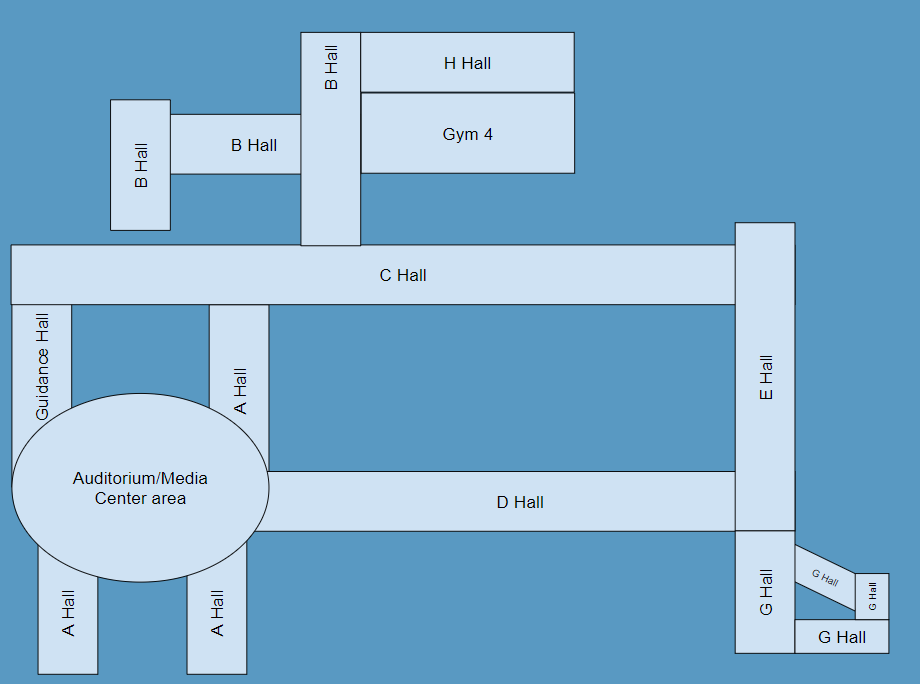 B Hall
H Hall
Gym 4
B Hall
B Hall
C Hall
Guidance Hall
A Hall
E Hall
Auditorium/Media
Center area
D Hall
G Hall
G Hall
G Hall
A Hall
A Hall
G Hall